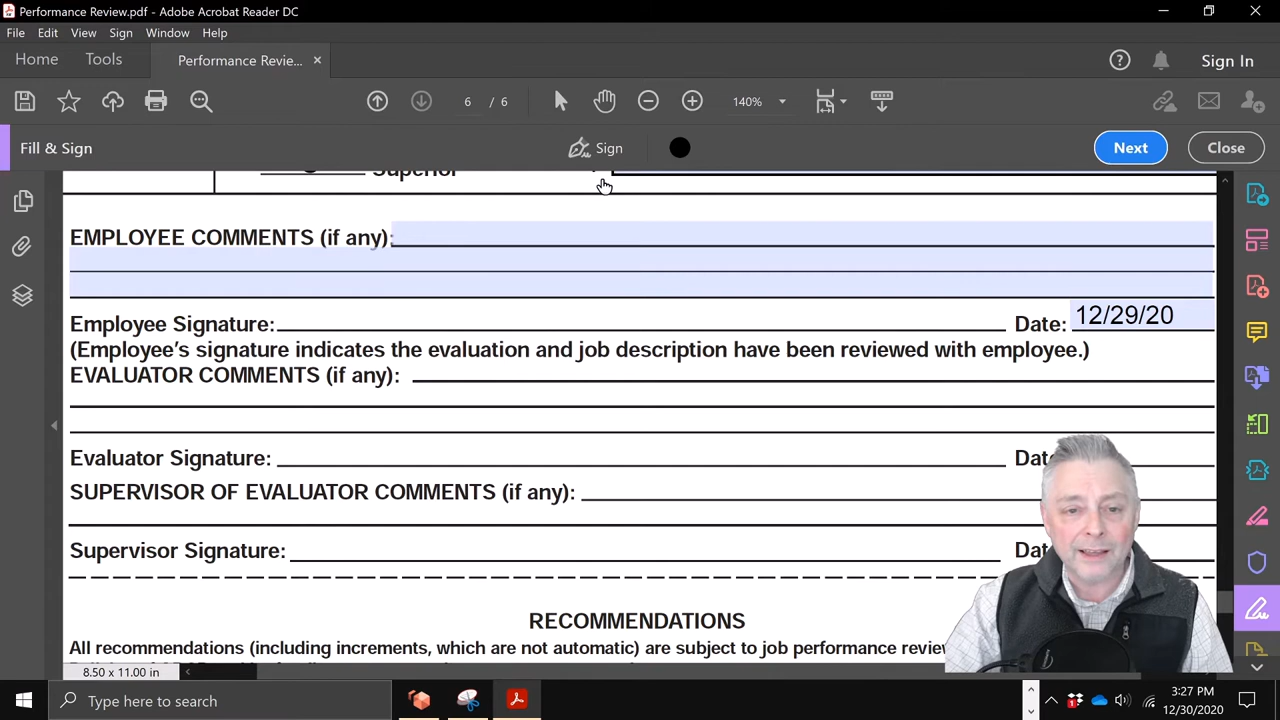 Performance Review.pdf - Adobe Acrobat Reader DC
File Edit View Sign Window Help
Home Tools Performance Revie... × Sign In
6 / 6 140%
Fill & Sign Sign Next Close
Superior
EMPLOYEE COMMENTS (if any):
Employee Signature: Date: 12/29/20
(Employee's signature indicates the evaluation and job description have been reviewed with employee.)
EVALUATOR COMMENTS (if any):
Evaluator Signature:
SUPERVISOR OF EVALUATOR COMMENTS (if any):
Supervisor Signature:
RECOMMENDATIONS
All recommendations (including increments, which are not automatic) are subject to job performance review
8.50 x 11.00 in
Type here to search
3:27 PM
12/30/2020